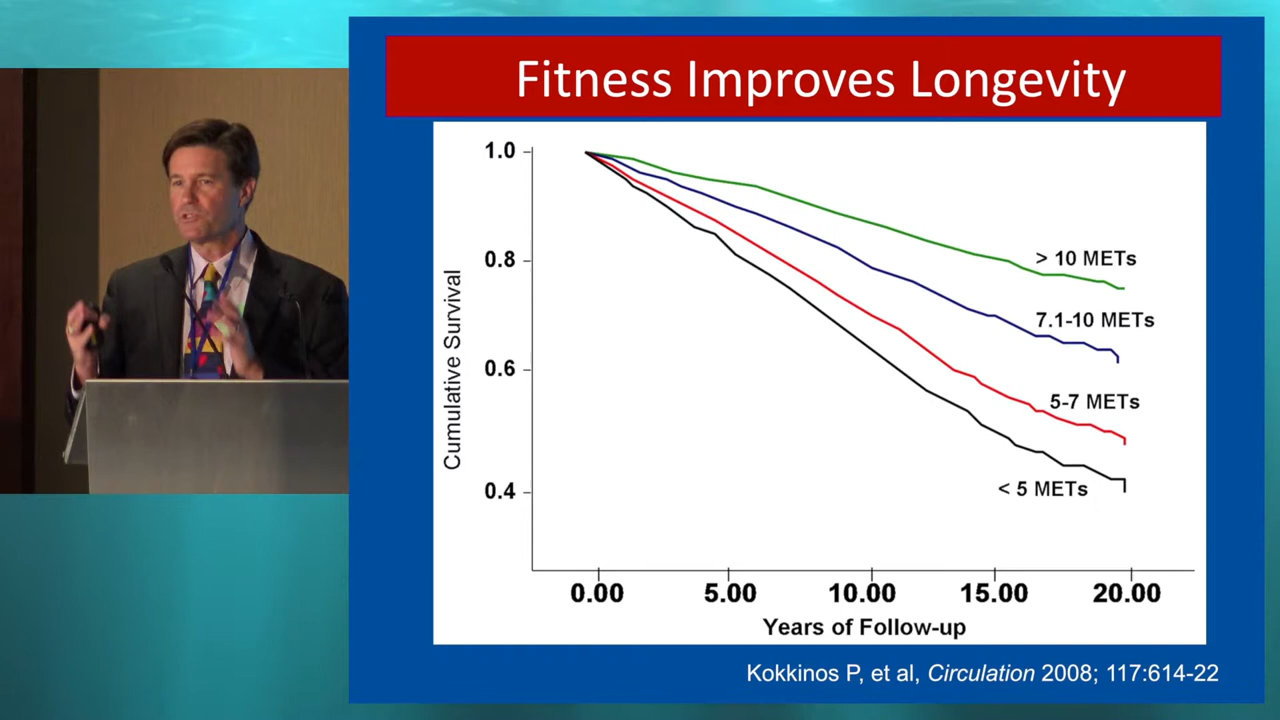 Fitness Improves Longevity
1.0
0.8
0.6
0.4
Cumulative Survival
> 10 METs
7.1-10 METs
5-7 METs
< 5 METs
0.00 5.00 10.00 15.00 20.00
Years of Follow-up
Kokkinos P, et al, Circulation 2008; 117:614-22